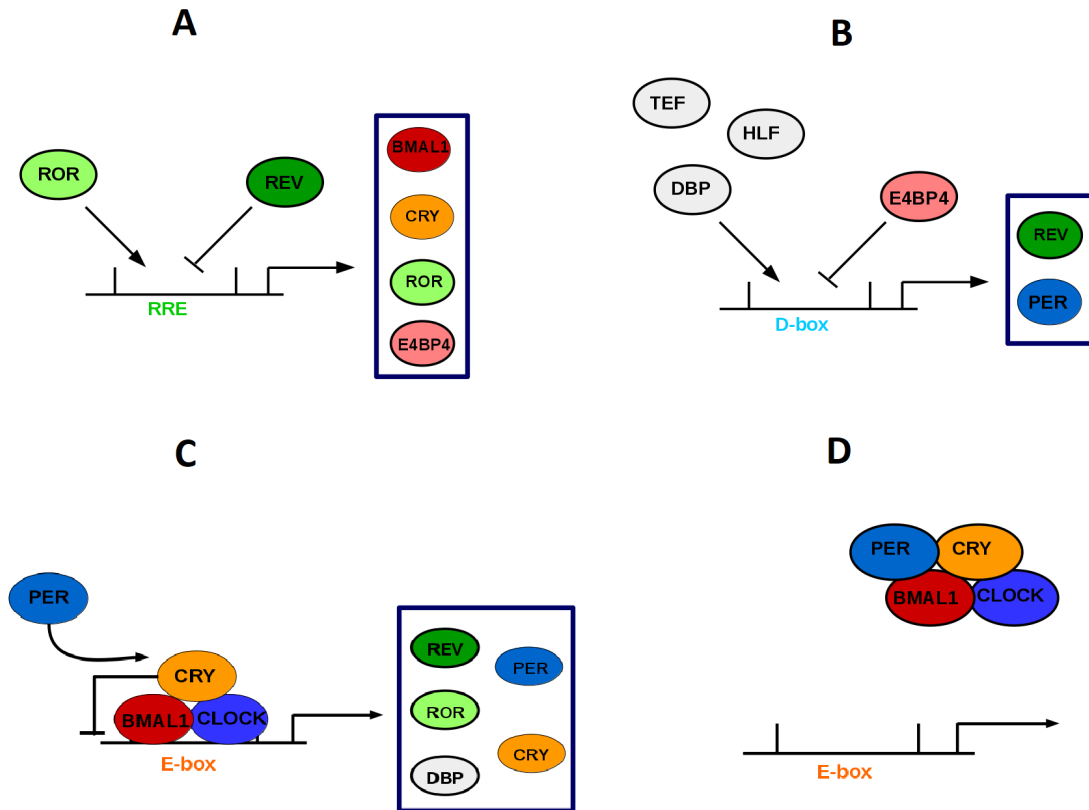 A
ROR
REV
RRE
BMAL1
CRY
ROR
E4BP4
B
TEF
HLF
DBP
E4BP4
D-box
REV
PER
C
PER
CRY
BMAL1
CLOCK
E-box
REV
PER
ROR
CRY
DBP
D
PER
CRY
BMAL1
CLOCK
E-box